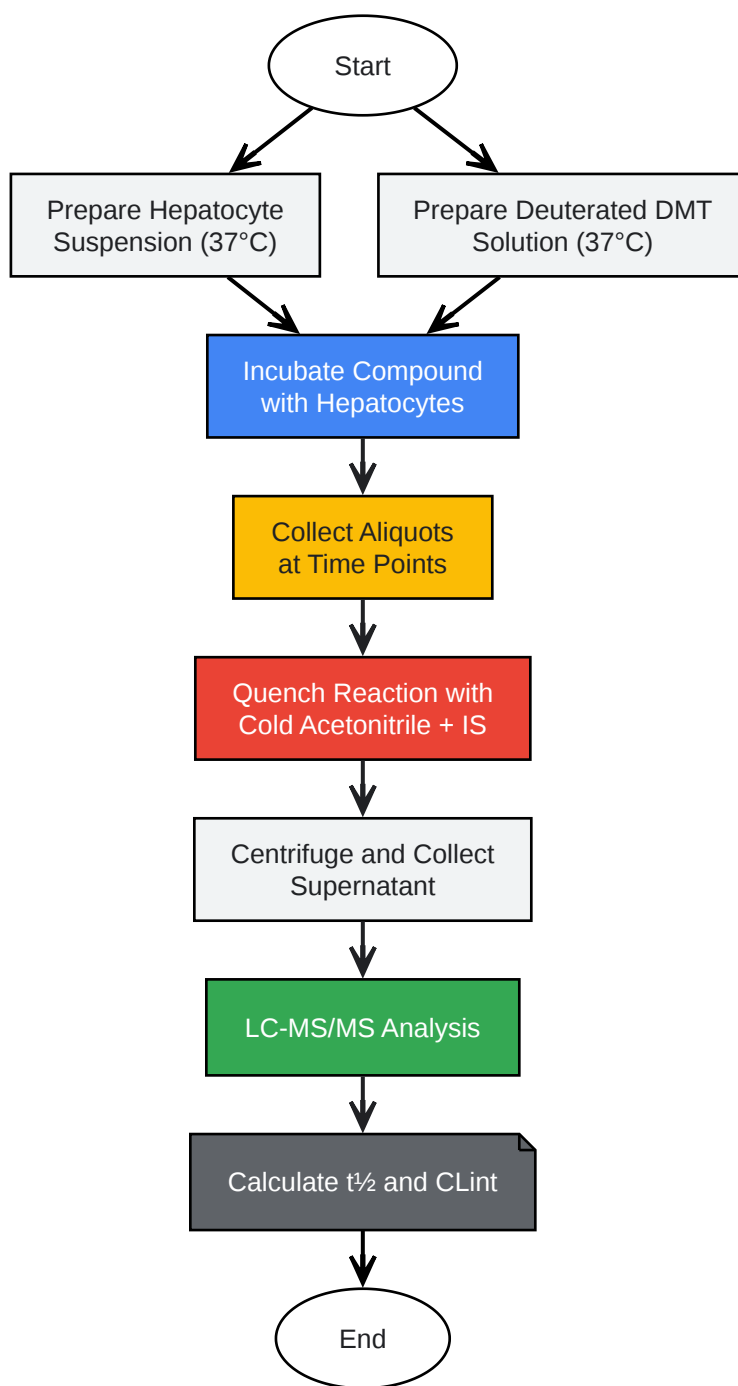 Start
Prepare Hepatocyte
Suspension (37°C)
Prepare Deuterated DMT
Solution (37°C)
Incubate Compound
with Hepatocytes
Collect Aliquots
at Time Points
Quench Reaction with
Cold Acetonitrile + IS
Centrifuge and Collect
Supernatant
LC-MS/MS Analysis
Calculate t½ and CLint
End